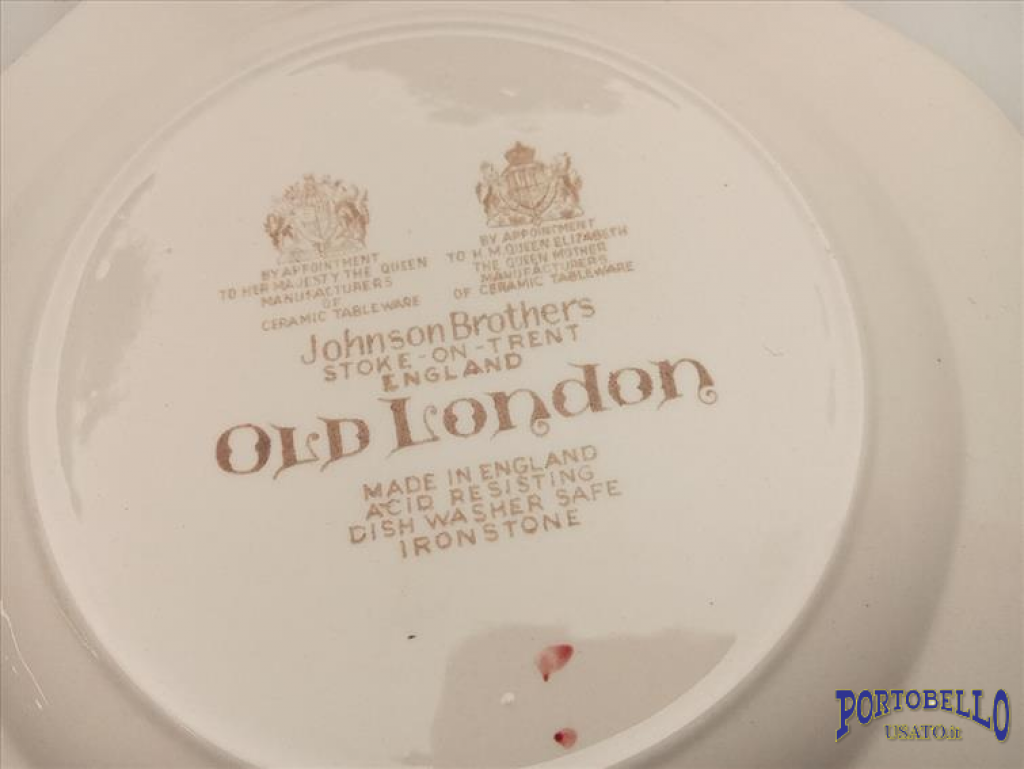 BY APPOINTMENT
TO HER MAJESTY THE QUEEN
MANUFACTURERS
OF
CERAMIC TABLEWARE
BY APPOINTMENT
TO H.M. QUEEN ELIZABETH
THE QUEEN MOTHER
MANUFACTURERS
OF CERAMIC TABLEWARE
Johnson Brothers
STOKE-ON-TRENT
ENGLAND
OLD LONDON
MADE IN ENGLAND
ACID RESISTING
DISH WASHER SAFE
IRONSTONE
PORTOBELLO
USATO.it